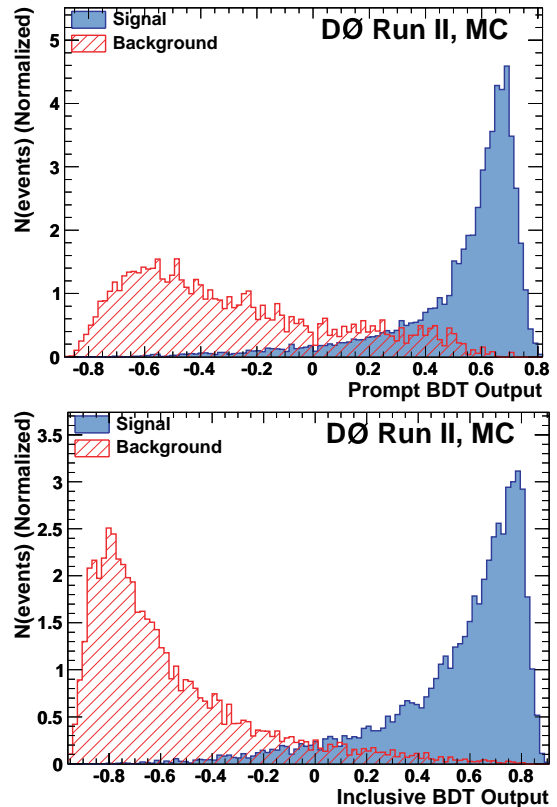 DØ Run II, MC
Signal
Background
N(events) (Normalized)
5
4
3
2
1
0
-0.8 -0.6 -0.4 -0.2 0 0.2 0.4 0.6 0.8
Prompt BDT Output
DØ Run II, MC
Signal
Background
N(events) (Normalized)
3.5
3
2.5
2
1.5
1
0.5
0
-0.8 -0.6 -0.4 -0.2 0 0.2 0.4 0.6 0.8
Inclusive BDT Output